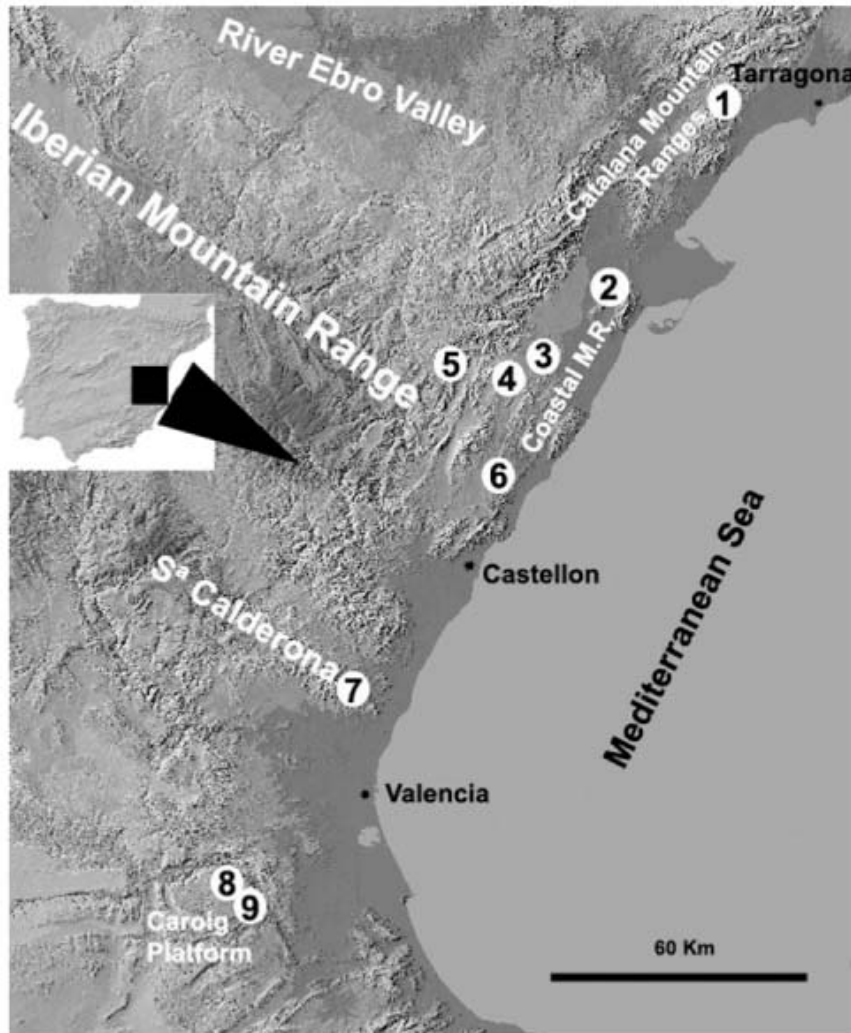 River Ebro Valley
Iberian Mountain Range
Catalana Mountain
Ranges
Tarragona
1
2
3
4
5
Coastal M.R.
6
Castellon
Sª Calderona
7
Mediterranean Sea
Valencia
8
9
Caroig
Platform
60 Km